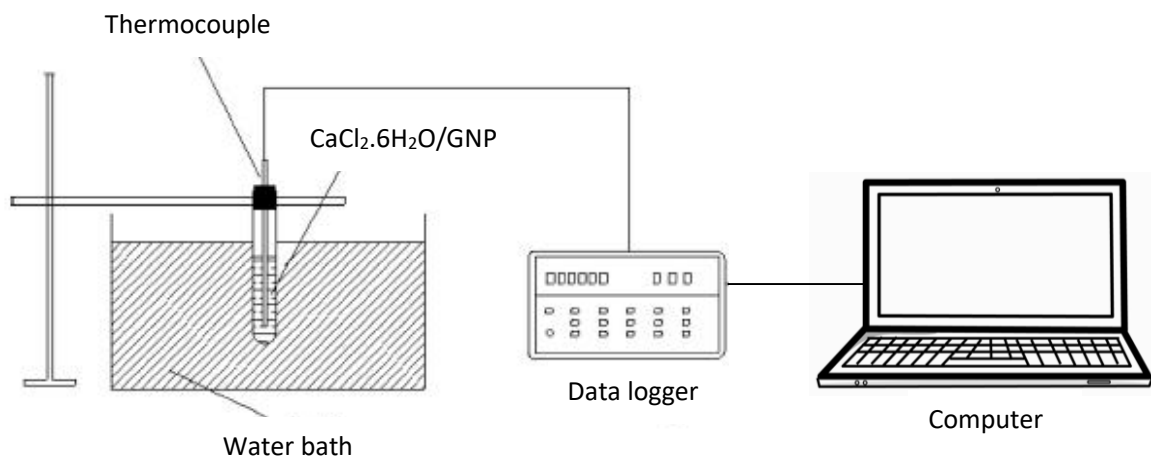 Thermocouple
CaCl₂.6H₂O/GNP
Data logger
Computer
Water bath